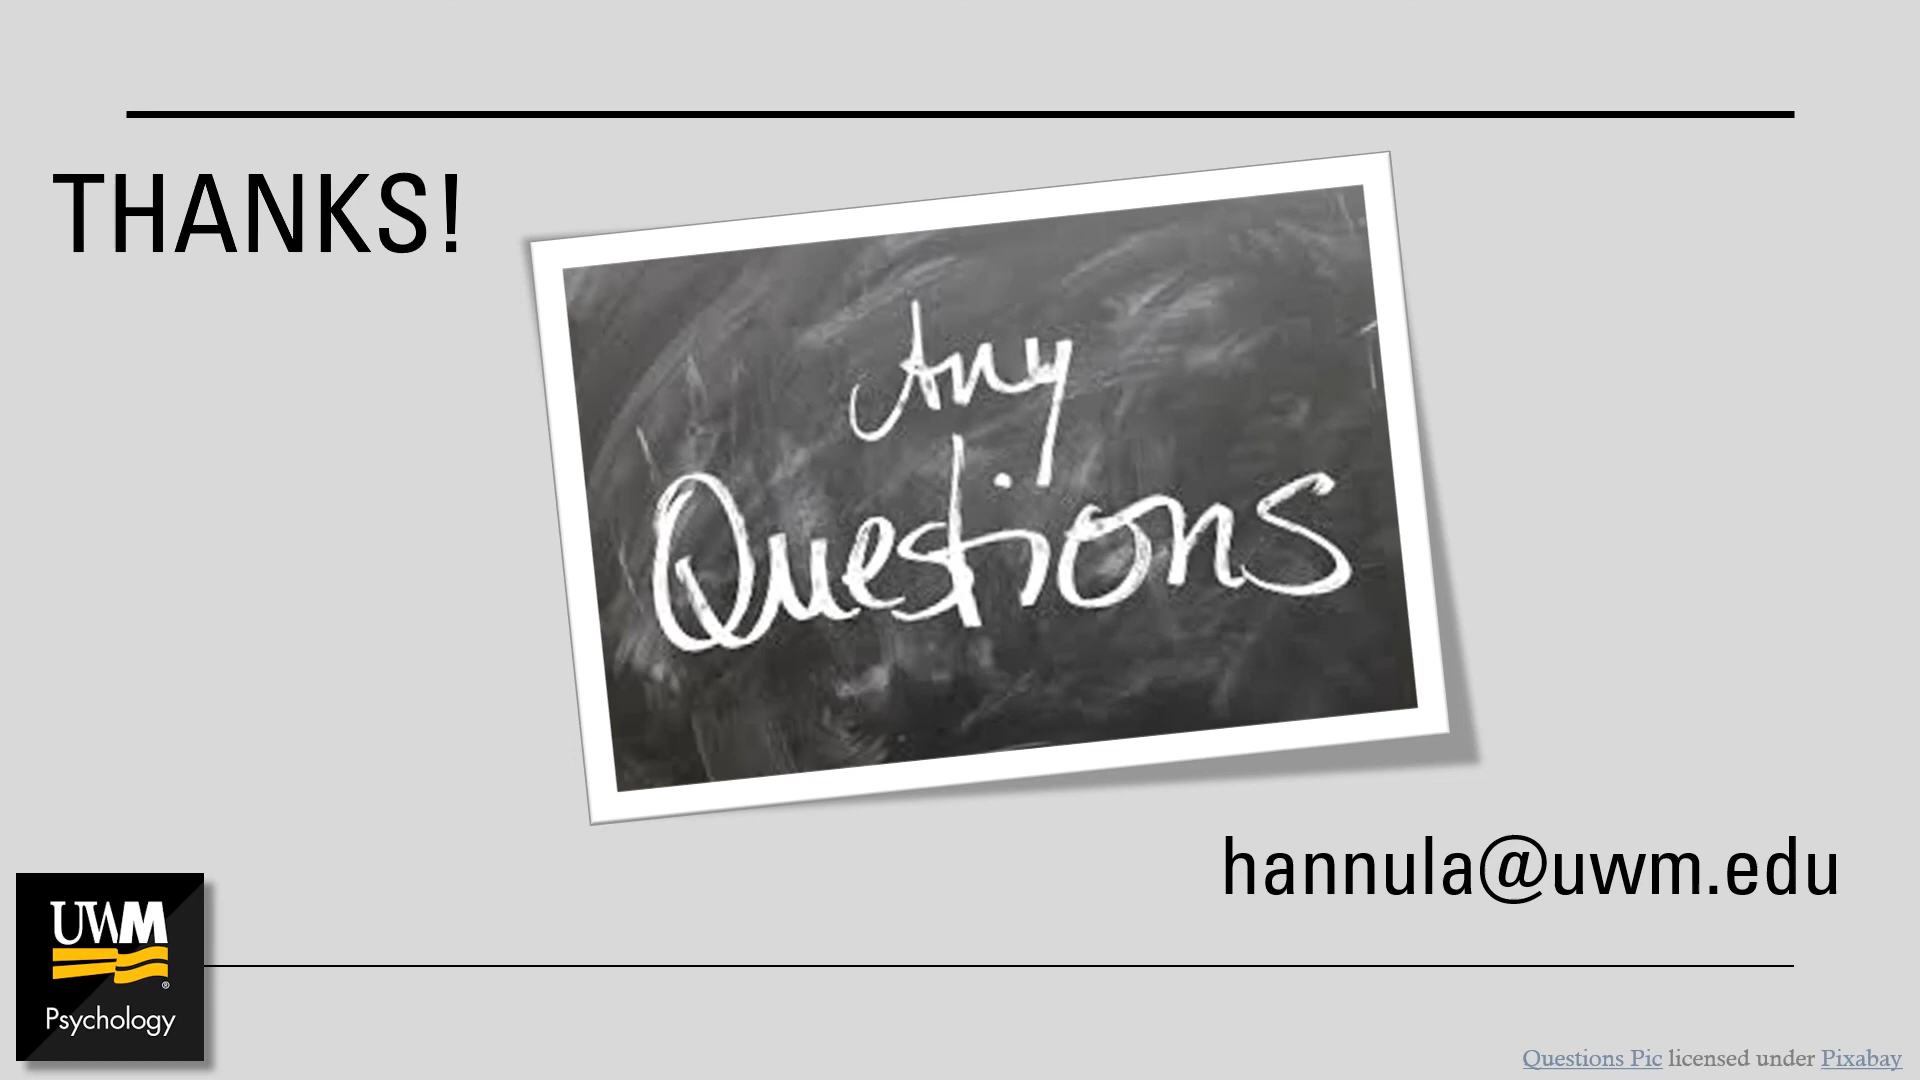 THANKS!
Any
Questions
hannula@uwm.edu
UWM
®
Psychology
Questions Pic licensed under Pixabay